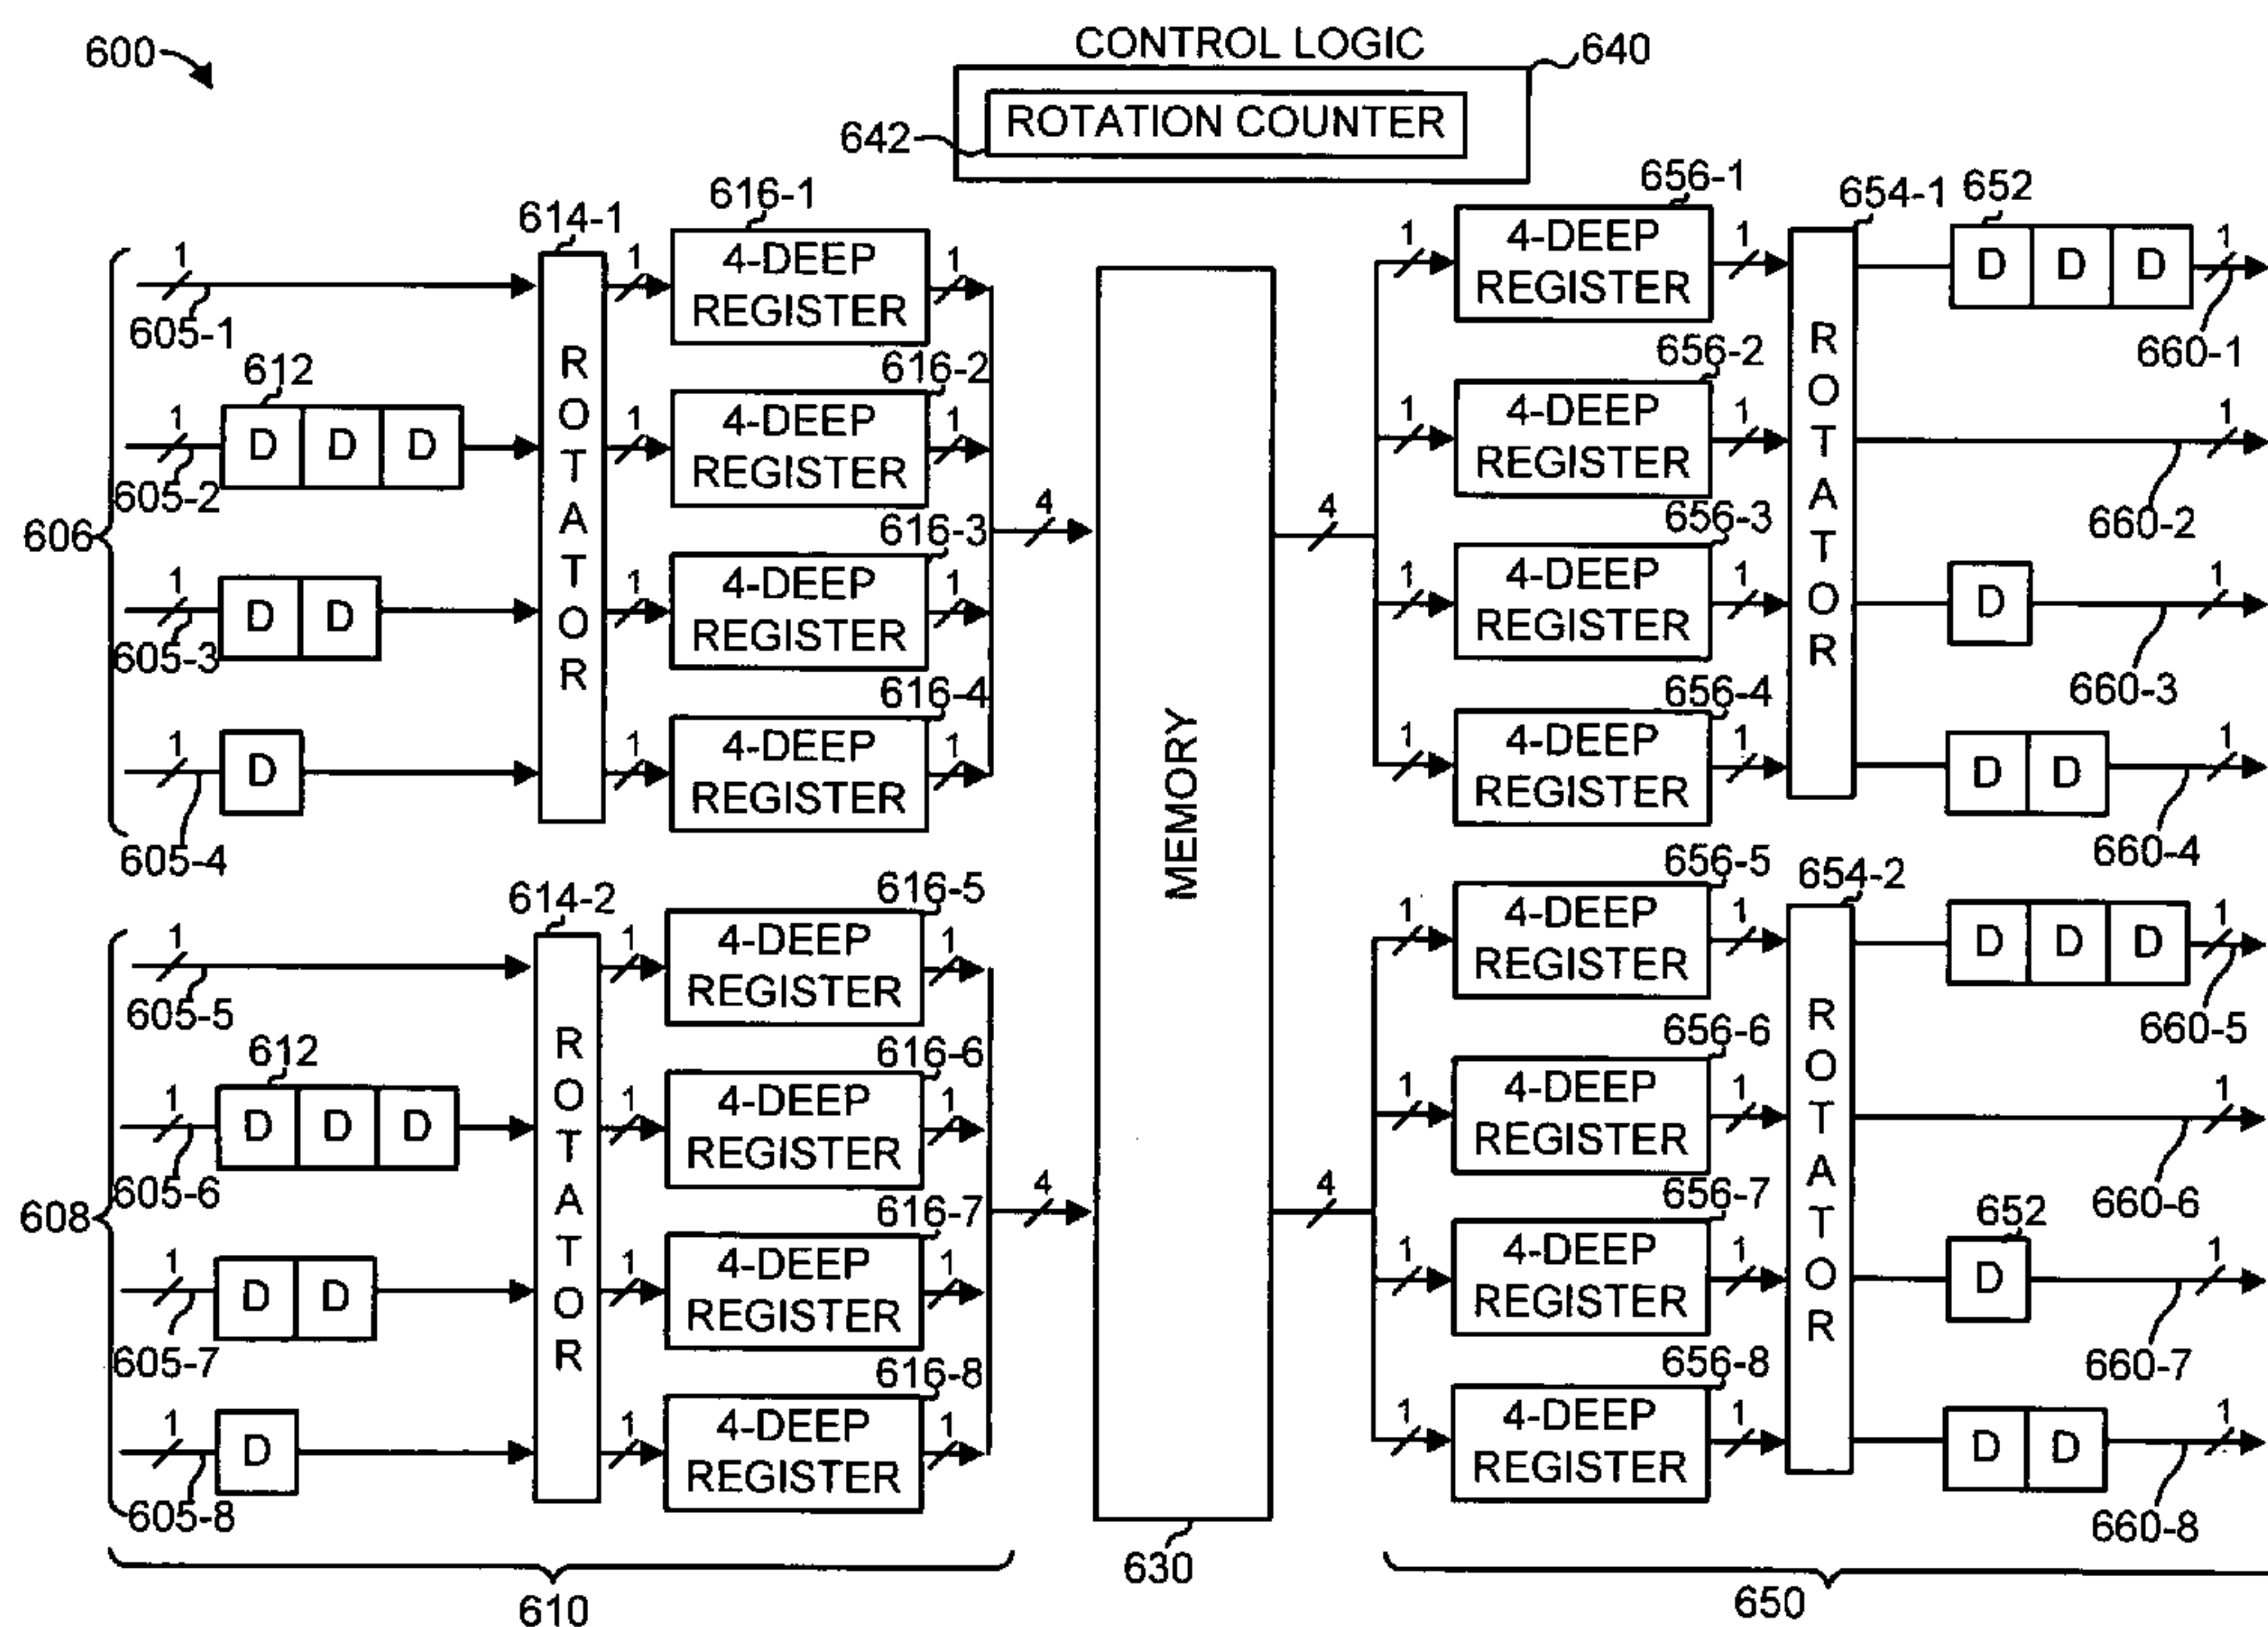 600
CONTROL LOGIC
640
ROTATION COUNTER
642
606
1
605-1
612
1
605-2
D D D
1
605-3
D D
1
605-4
D
614-1
ROTATOR
1
616-1
4-DEEP
REGISTER
1
1
616-2
4-DEEP
REGISTER
1
1
616-3
4-DEEP
REGISTER
1
1
616-4
4-DEEP
REGISTER
1
4
608
1
605-5
612
1
605-6
D D D
1
605-7
D D
1
605-8
D
614-2
ROTATOR
1
616-5
4-DEEP
REGISTER
1
1
616-6
4-DEEP
REGISTER
1
1
616-7
4-DEEP
REGISTER
1
1
616-8
4-DEEP
REGISTER
1
4
610
MEMORY
630
4
1
656-1
4-DEEP
REGISTER
1
1
656-2
4-DEEP
REGISTER
1
1
656-3
4-DEEP
REGISTER
1
1
656-4
4-DEEP
REGISTER
1
654-1
ROTATOR
652
D D D
1
660-1
1
660-2
D
1
660-3
D D
1
660-4
4
1
656-5
4-DEEP
REGISTER
1
1
656-6
4-DEEP
REGISTER
1
1
656-7
4-DEEP
REGISTER
1
1
656-8
4-DEEP
REGISTER
1
654-2
ROTATOR
D D D
1
660-5
1
660-6
652
D
1
660-7
D D
1
660-8
650